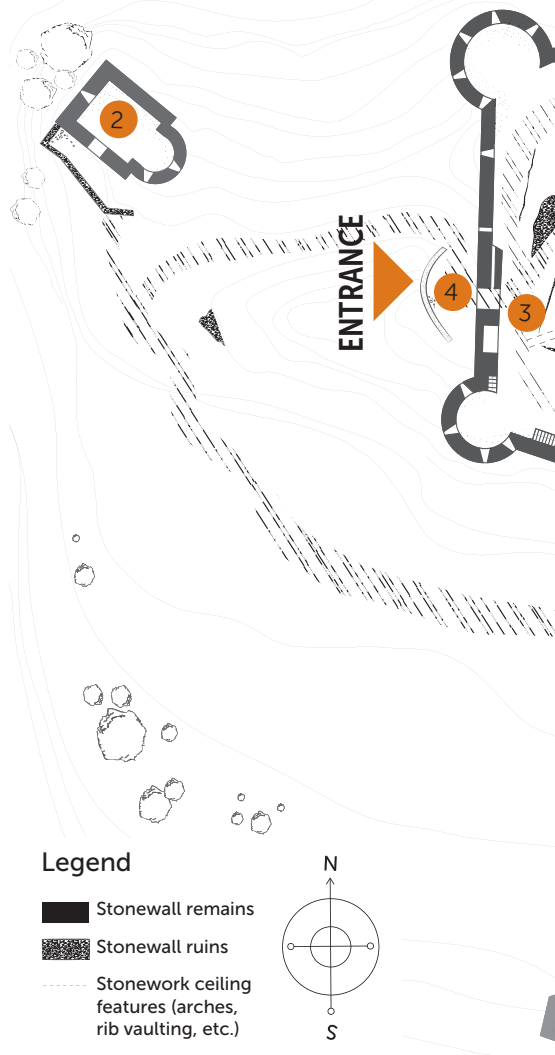 2
ENTRANCE
4
3
Legend
Stonewall remains
Stonewall ruins
Stonework ceiling
features (arches,
rib vaulting, etc.)
N
S